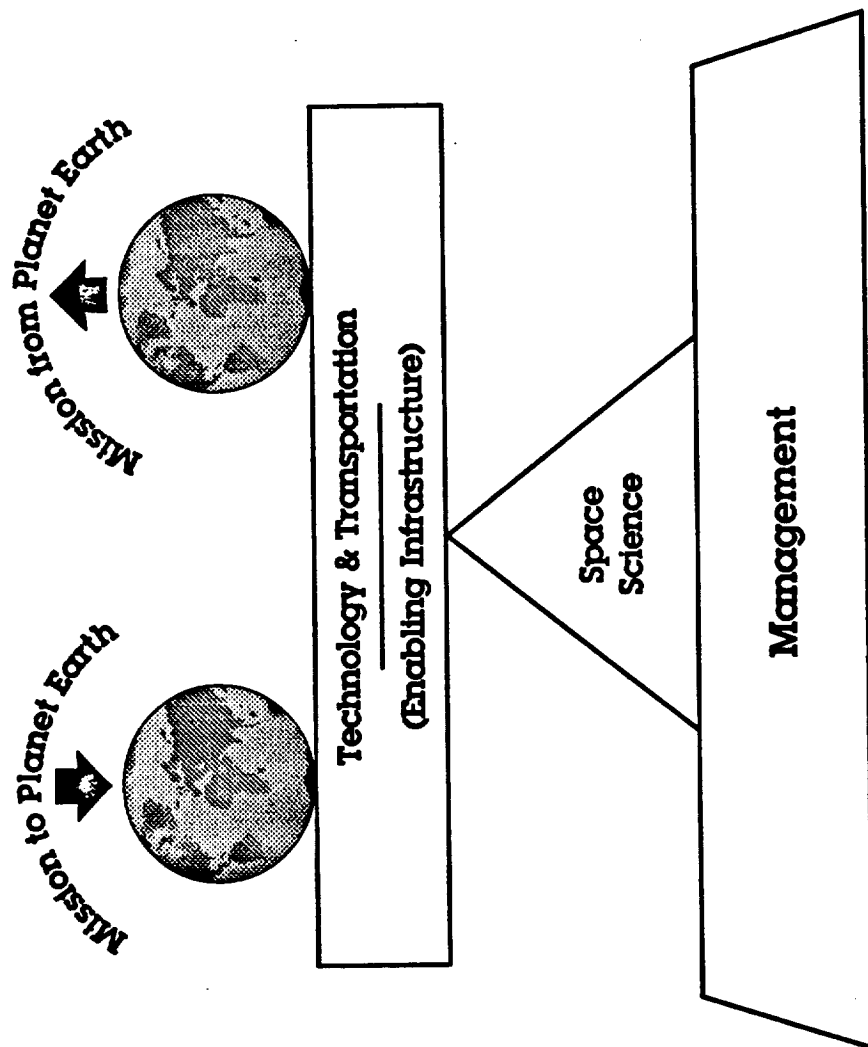 Mission to Planet Earth
Mission from Planet Earth
Technology & Transportation
(Enabling Infrastructure)
Space
Science
Management